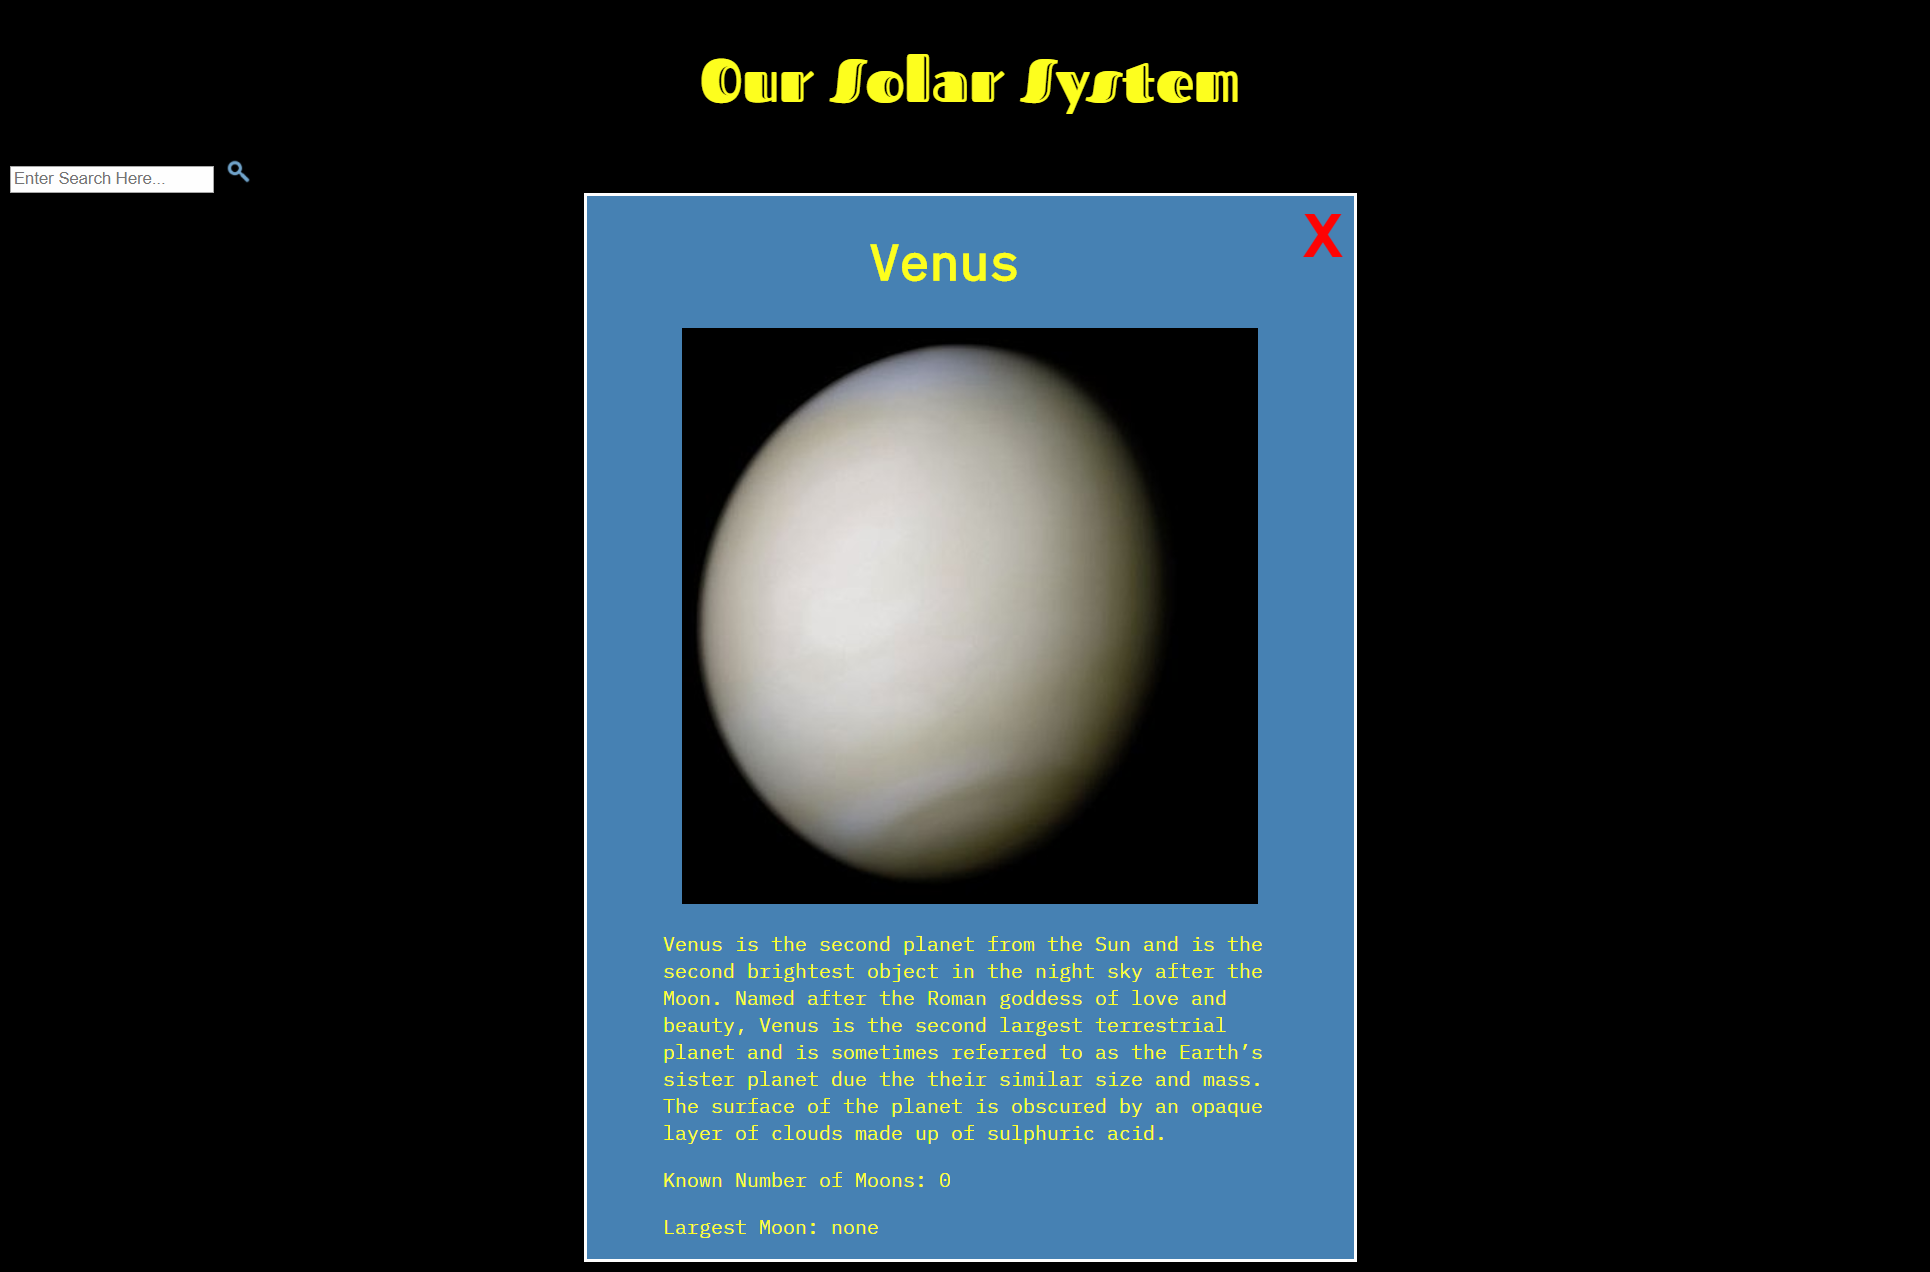 Our Solar System
Enter Search Here...
X
Venus
Venus is the second planet from the Sun and is the
second brightest object in the night sky after the
Moon. Named after the Roman goddess of love and
beauty, Venus is the second largest terrestrial
planet and is sometimes referred to as the Earth’s
sister planet due the their similar size and mass.
The surface of the planet is obscured by an opaque
layer of clouds made up of sulphuric acid.
Known Number of Moons: 0
Largest Moon: none